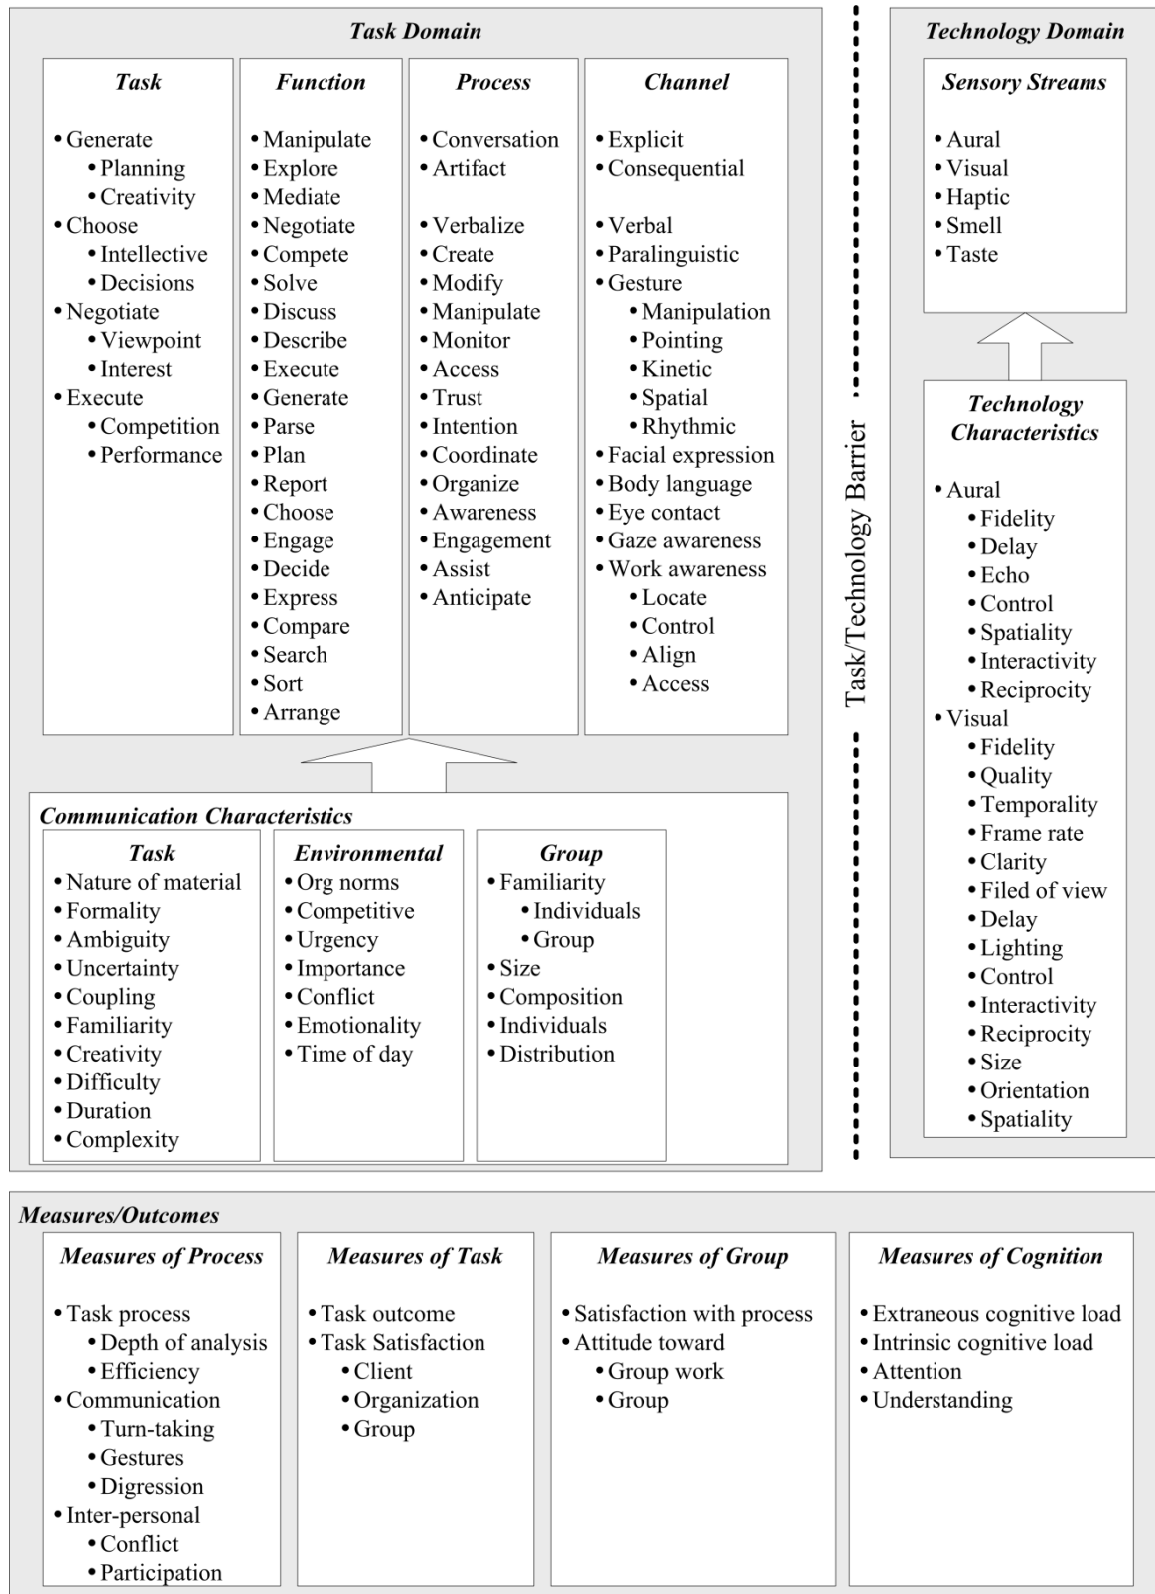 Task Domain
Task
• Generate
• Planning
• Creativity
• Choose
• Intellective
• Decisions
• Negotiate
• Viewpoint
• Interest
• Execute
• Competition
• Performance
Function
• Manipulate
• Explore
• Mediate
• Negotiate
• Compete
• Solve
• Discuss
• Describe
• Execute
• Generate
• Parse
• Plan
• Report
• Choose
• Engage
• Decide
• Express
• Compare
• Search
• Sort
• Arrange
Process
• Conversation
• Artifact
• Verbalize
• Create
• Modify
• Manipulate
• Monitor
• Access
• Trust
• Intention
• Coordinate
• Organize
• Awareness
• Engagement
• Assist
• Anticipate
Channel
• Explicit
• Consequential
• Verbal
• Paralinguistic
• Gesture
• Manipulation
• Pointing
• Kinetic
• Spatial
• Rhythmic
• Facial expression
• Body language
• Eye contact
• Gaze awareness
• Work awareness
• Locate
• Control
• Align
• Access
Communication Characteristics
Task
• Nature of material
• Formality
• Ambiguity
• Uncertainty
• Coupling
• Familiarity
• Creativity
• Difficulty
• Duration
• Complexity
Environmental
• Org norms
• Competitive
• Urgency
• Importance
• Conflict
• Emotionality
• Time of day
Group
• Familiarity
• Individuals
• Group
• Size
• Composition
• Individuals
• Distribution
Task/Technology Barrier
Technology Domain
Sensory Streams
• Aural
• Visual
• Haptic
• Smell
• Taste
Technology
Characteristics
• Aural
• Fidelity
• Delay
• Echo
• Control
• Spatiality
• Interactivity
• Reciprocity
• Visual
• Fidelity
• Quality
• Temporality
• Frame rate
• Clarity
• Filed of view
• Delay
• Lighting
• Control
• Interactivity
• Reciprocity
• Size
• Orientation
• Spatiality
Measures/Outcomes
Measures of Process
• Task process
• Depth of analysis
• Efficiency
• Communication
• Turn-taking
• Gestures
• Digression
• Inter-personal
• Conflict
• Participation
Measures of Task
• Task outcome
• Task Satisfaction
• Client
• Organization
• Group
Measures of Group
• Satisfaction with process
• Attitude toward
• Group work
• Group
Measures of Cognition
• Extraneous cognitive load
• Intrinsic cognitive load
• Attention
• Understanding